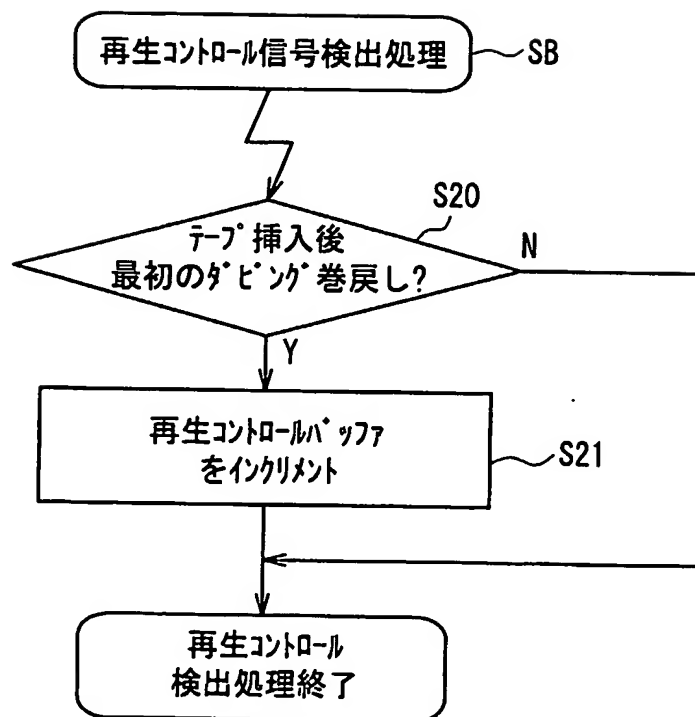 再生コントロール信号検出処理
SB
S20
テープ挿入後
最初のダビング巻戻し?
N
Y
再生コントロールバッファ
をインクリメント
S21
再生コントロール
検出処理終了